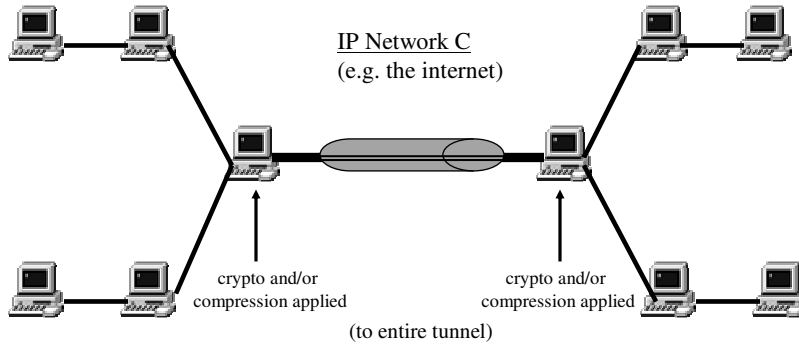 IP Network C
(e.g. the internet)
crypto and/or
compression applied
crypto and/or
compression applied
(to entire tunnel)